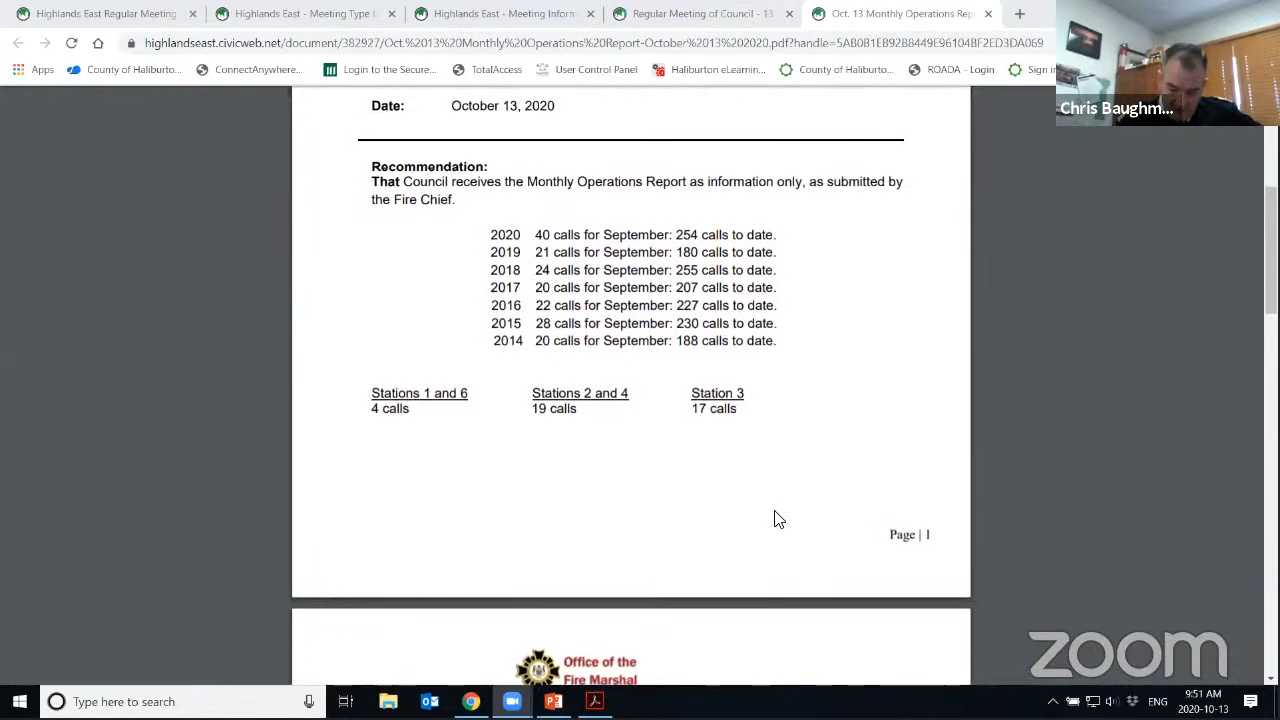 Highlands East Regular Meeting
Highlands East - Meeting Type
Highlands East - Meeting Inform
Regular Meeting of Council - 13
Oct. 13 Monthly Operations Rep
highlandseast.civicweb.net/document/38297/Oct.%2013%20Monthly%20Operations%20Report-October%2013%202020.pdf?handle=5AB0B1EB92B8449E96104BF2ED3DA069
Apps
County of Haliburto...
ConnectAnywhere...
Login to the Secure...
TotalAccess
User Control Panel
Haliburton eLearnin...
County of Haliburto...
ROADA - Login
Sign in
Chris Baughm...
Date: October 13, 2020
Recommendation:
That Council receives the Monthly Operations Report as information only, as submitted by
the Fire Chief.
2020 40 calls for September: 254 calls to date.
2019 21 calls for September: 180 calls to date.
2018 24 calls for September: 255 calls to date.
2017 20 calls for September: 207 calls to date.
2016 22 calls for September: 227 calls to date.
2015 28 calls for September: 230 calls to date.
2014 20 calls for September: 188 calls to date.
Stations 1 and 6 Stations 2 and 4 Station 3
4 calls 19 calls 17 calls
Page | 1
Office of the
Fire Marshal
zoom
Type here to search
ENG
9:51 AM
2020-10-13